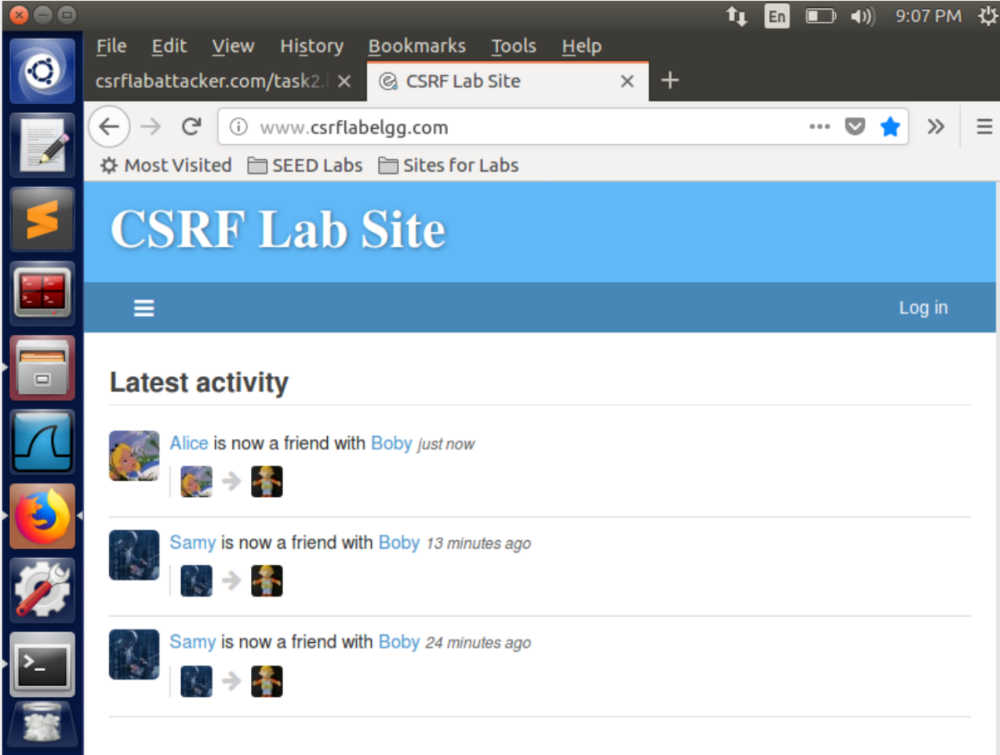 En 9:07 PM
File Edit View History Bookmarks Tools Help
csrflabattacker.com/task2. CSRF Lab Site
www.csrflabelgg.com
Most Visited SEED Labs Sites for Labs
CSRF Lab Site
Log in
Latest activity
Alice is now a friend with Boby just now
Samy is now a friend with Boby 13 minutes ago
Samy is now a friend with Boby 24 minutes ago